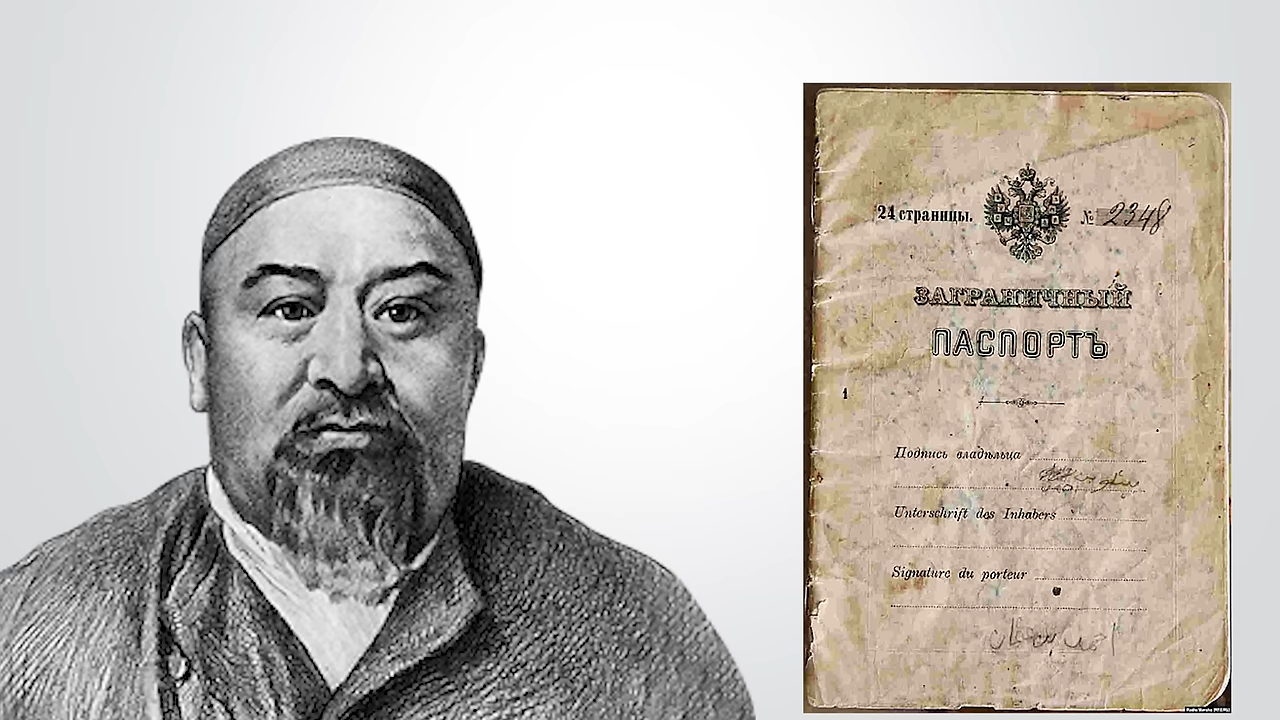 24 страницы. № 2348
ЗАГРАНИЧНЫЙ
ПАСПОРТЪ
1
Подпись владѣльца
Unterschrift des Inhabers
Signature du porteur